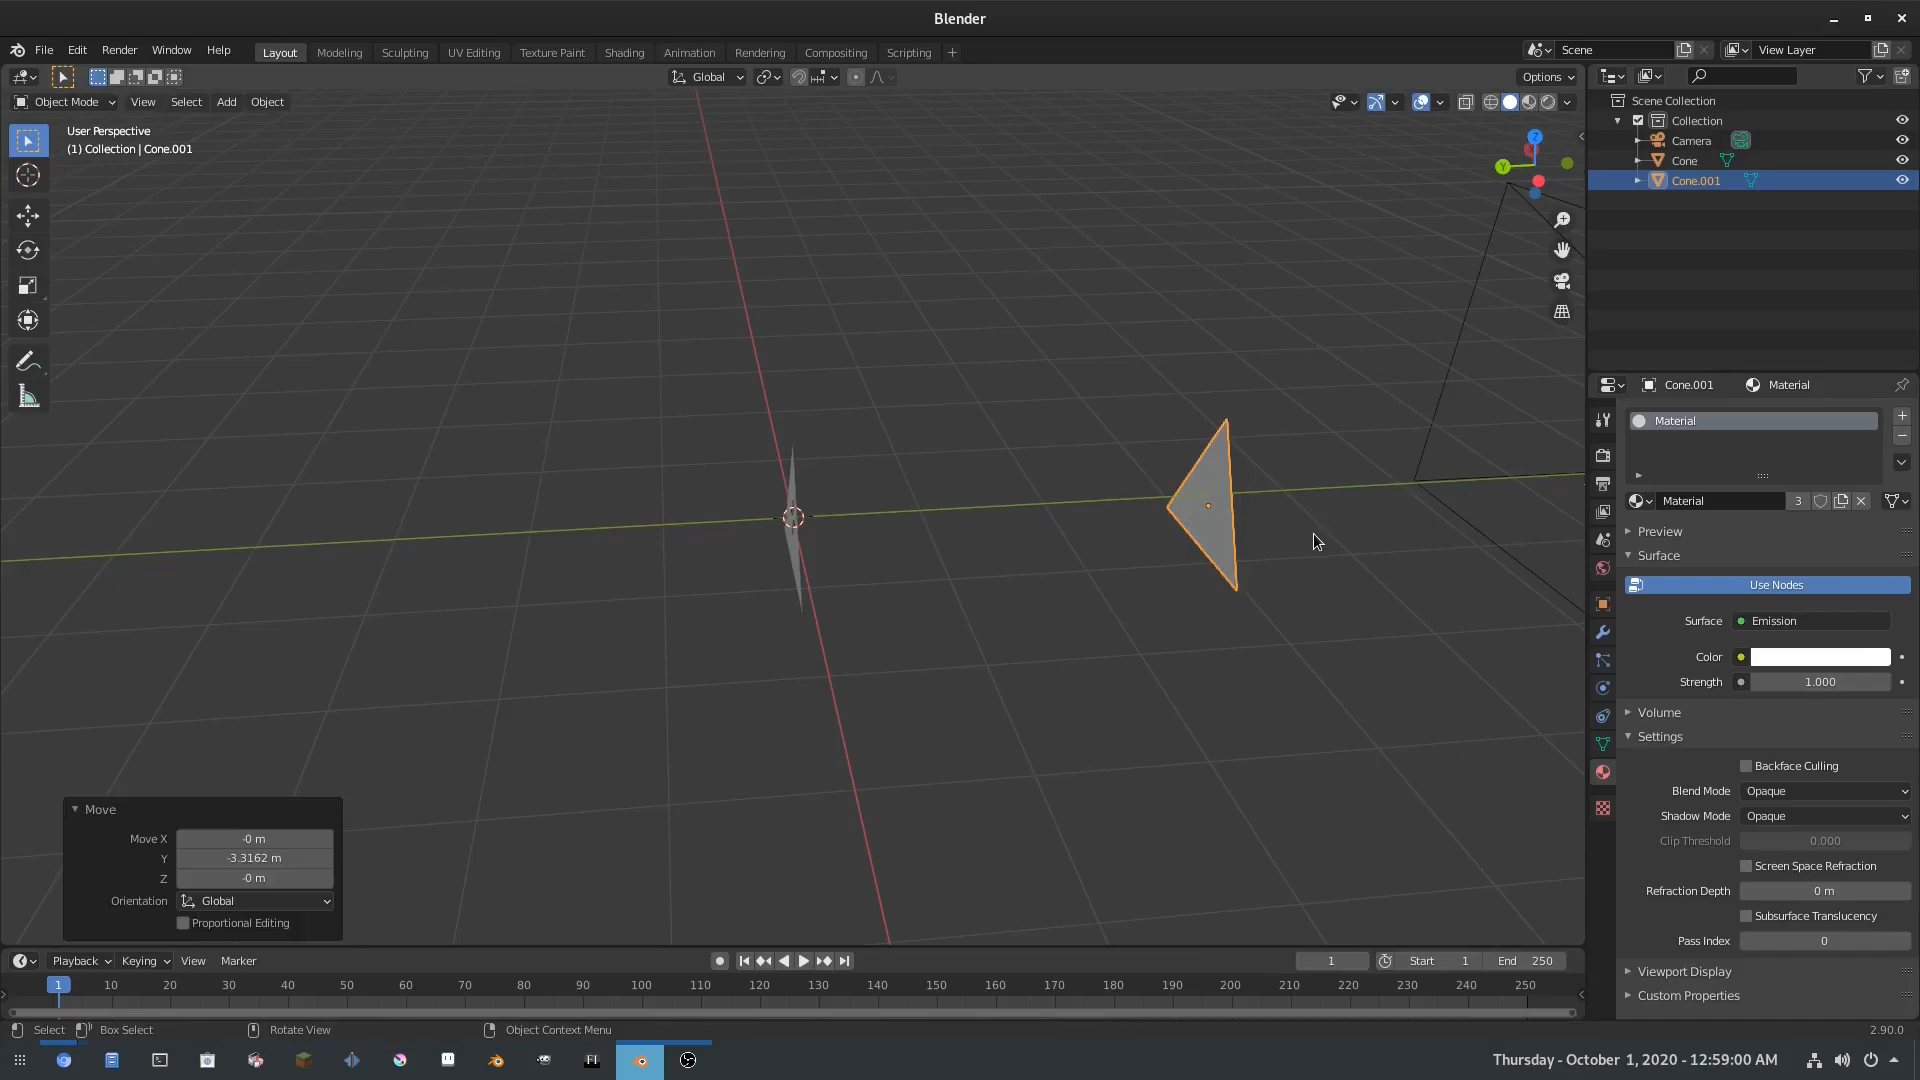 Blender
File Edit Render Window Help
Layout Modeling Sculpting UV Editing Texture Paint Shading Animation Rendering Compositing Scripting +
Scene
View Layer
Global
Options
Object Mode View Select Add Object
User Perspective
(1) Collection | Cone.001
Z
Y
Scene Collection
Collection
Camera
Cone
Cone.001
Cone.001 Material
Material
Material 3
Preview
Surface
Use Nodes
Surface Emission
Color
Strength 1.000
Volume
Settings
Backface Culling
Blend Mode Opaque
Shadow Mode Opaque
Clip Threshold 0.000
Screen Space Refraction
Refraction Depth 0 m
Subsurface Translucency
Pass Index 0
Viewport Display
Custom Properties
Move
Move X -0 m
Y -3.3162 m
Z -0 m
Orientation Global
Proportional Editing
Playback Keying View Marker
1 Start 1 End 250
1 10 20 30 40 50 60 70 80 90 100 110 120 130 140 150 160 170 180 190 200 210 220 230 240 250
Select Box Select Rotate View Object Context Menu 2.90.0
FI
Thursday - October 1, 2020 - 12:59:00 AM